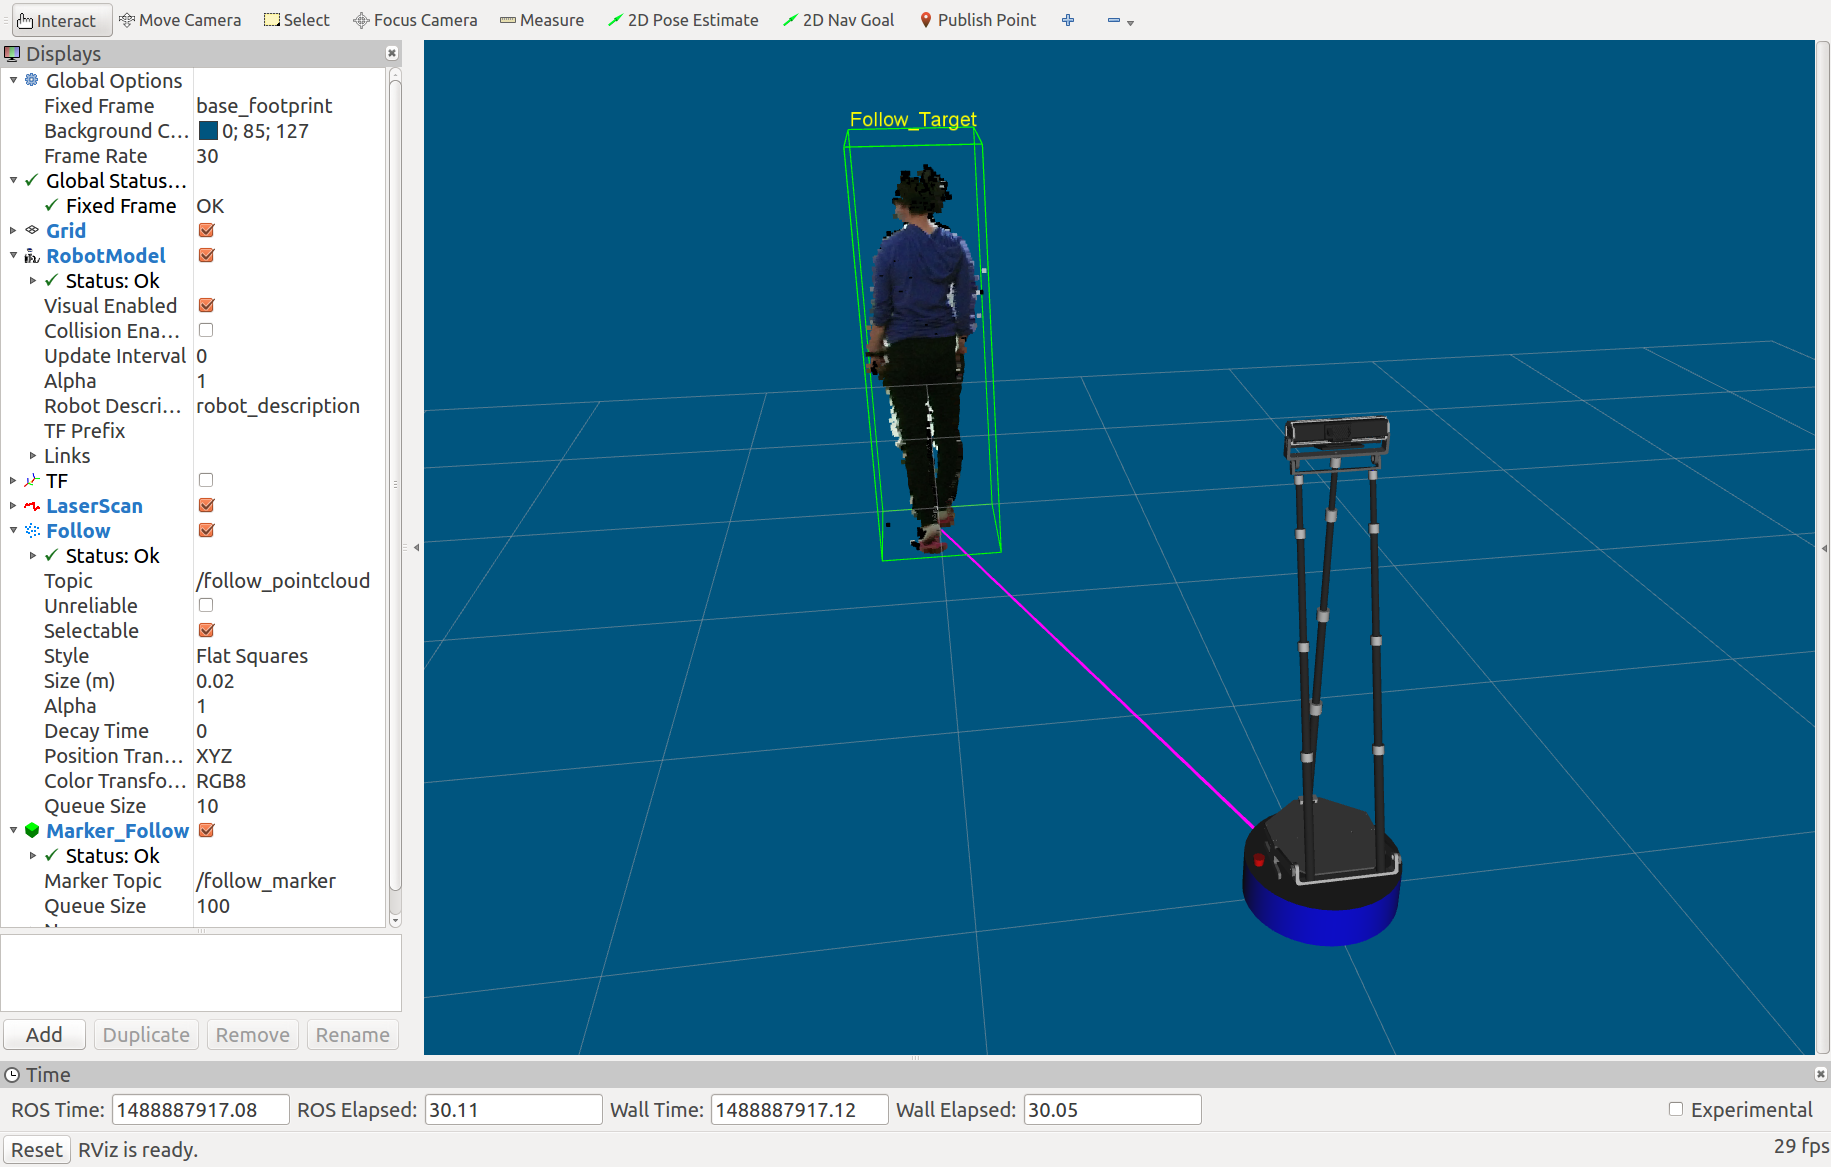 Interact Move Camera Select Focus Camera Measure 2D Pose Estimate 2D Nav Goal Publish Point
Displays
Global Options
Fixed Frame base_footprint
Background C... 0; 85; 127
Frame Rate 30
Global Status...
Fixed Frame OK
Grid
RobotModel
Status: Ok
Visual Enabled
Collision Ena...
Update Interval 0
Alpha 1
Robot Descri... robot_description
TF Prefix
Links
TF
LaserScan
Follow
Status: Ok
Topic /follow_pointcloud
Unreliable
Selectable
Style Flat Squares
Size (m) 0.02
Alpha 1
Decay Time 0
Position Tran... XYZ
Color Transfo... RGB8
Queue Size 10
Marker_Follow
Status: Ok
Marker Topic /follow_marker
Queue Size 100
Add Duplicate Remove Rename
Follow_Target
Time
ROS Time: 1488887917.08 ROS Elapsed: 30.11 Wall Time: 1488887917.12 Wall Elapsed: 30.05 Experimental
Reset RViz is ready. 29 fps